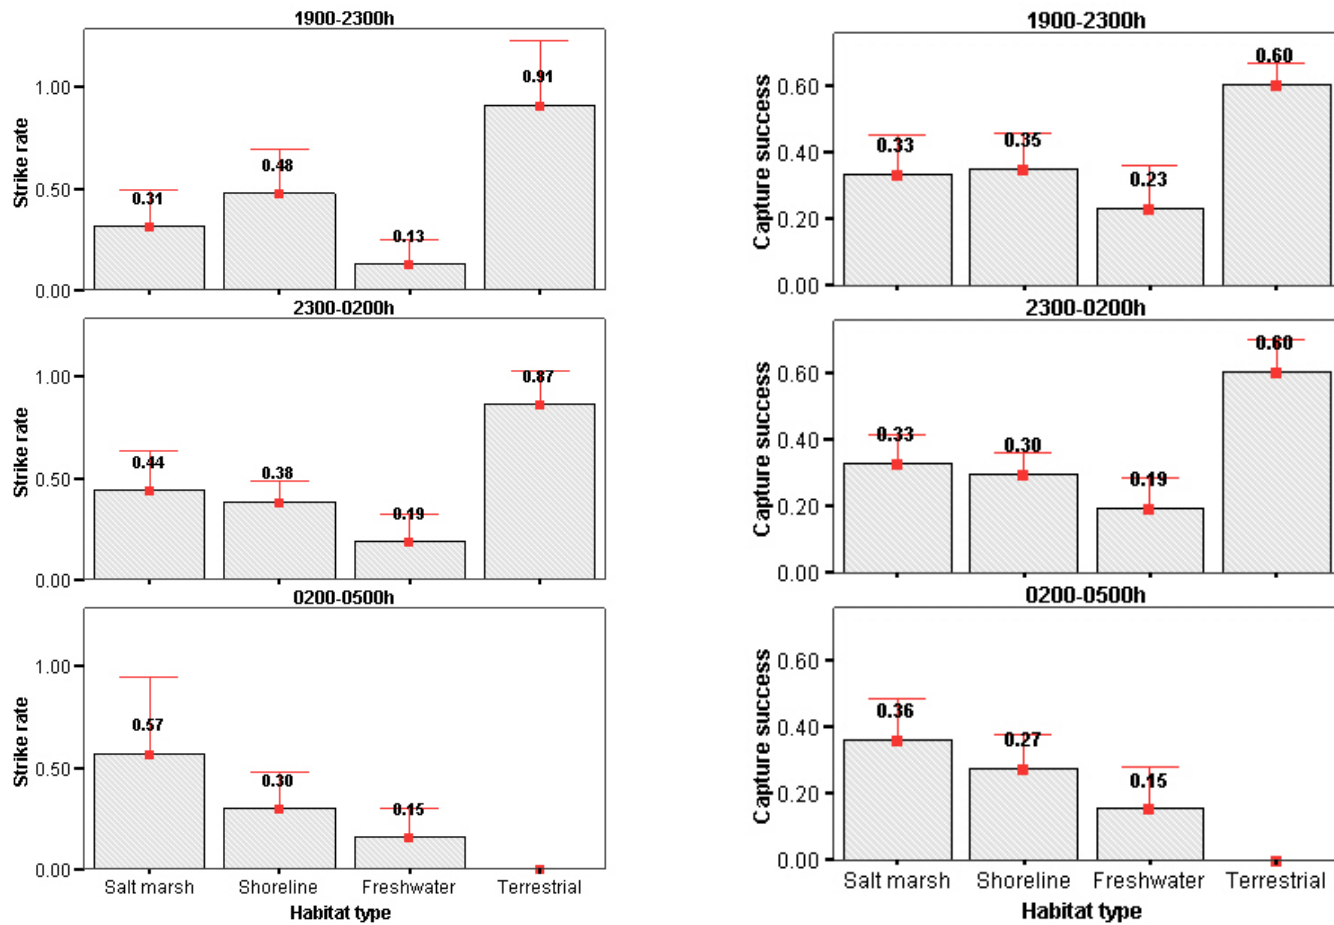 1900-2300h
Strike rate
1.00
0.50
0.00
0.31
0.48
0.13
0.91
2300-0200h
Strike rate
1.00
0.50
0.00
0.44
0.38
0.19
0.87
0200-0500h
Strike rate
1.00
0.50
0.00
0.57
0.30
0.15
Salt marsh Shoreline Freshwater Terrestrial
Habitat type
1900-2300h
Capture success
0.60
0.40
0.20
0.00
0.33
0.35
0.23
0.60
2300-0200h
Capture success
0.60
0.40
0.20
0.00
0.33
0.30
0.19
0.60
0200-0500h
Capture success
0.60
0.40
0.20
0.00
0.36
0.27
0.15
Salt marsh Shoreline Freshwater Terrestrial
Habitat type